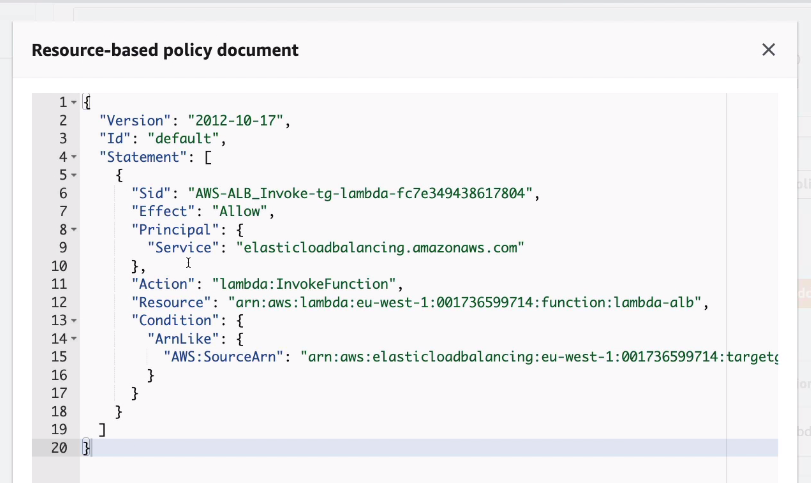 Resource-based policy document
1 {
2 "Version": "2012-10-17",
3 "Id": "default",
4 "Statement": [
5 {
6 "Sid": "AWS-ALB_Invoke-tg-lambda-fc7e349438617804",
7 "Effect": "Allow",
8 "Principal": {
9 "Service": "elasticloadbalancing.amazonaws.com"
10 },
11 "Action": "lambda:InvokeFunction",
12 "Resource": "arn:aws:lambda:eu-west-1:001736599714:function:lambda-alb",
13 "Condition": {
14 "ArnLike": {
15 "AWS:SourceArn": "arn:aws:elasticloadbalancing:eu-west-1:001736599714:targetg
16 }
17 }
18 }
19 ]
20 }